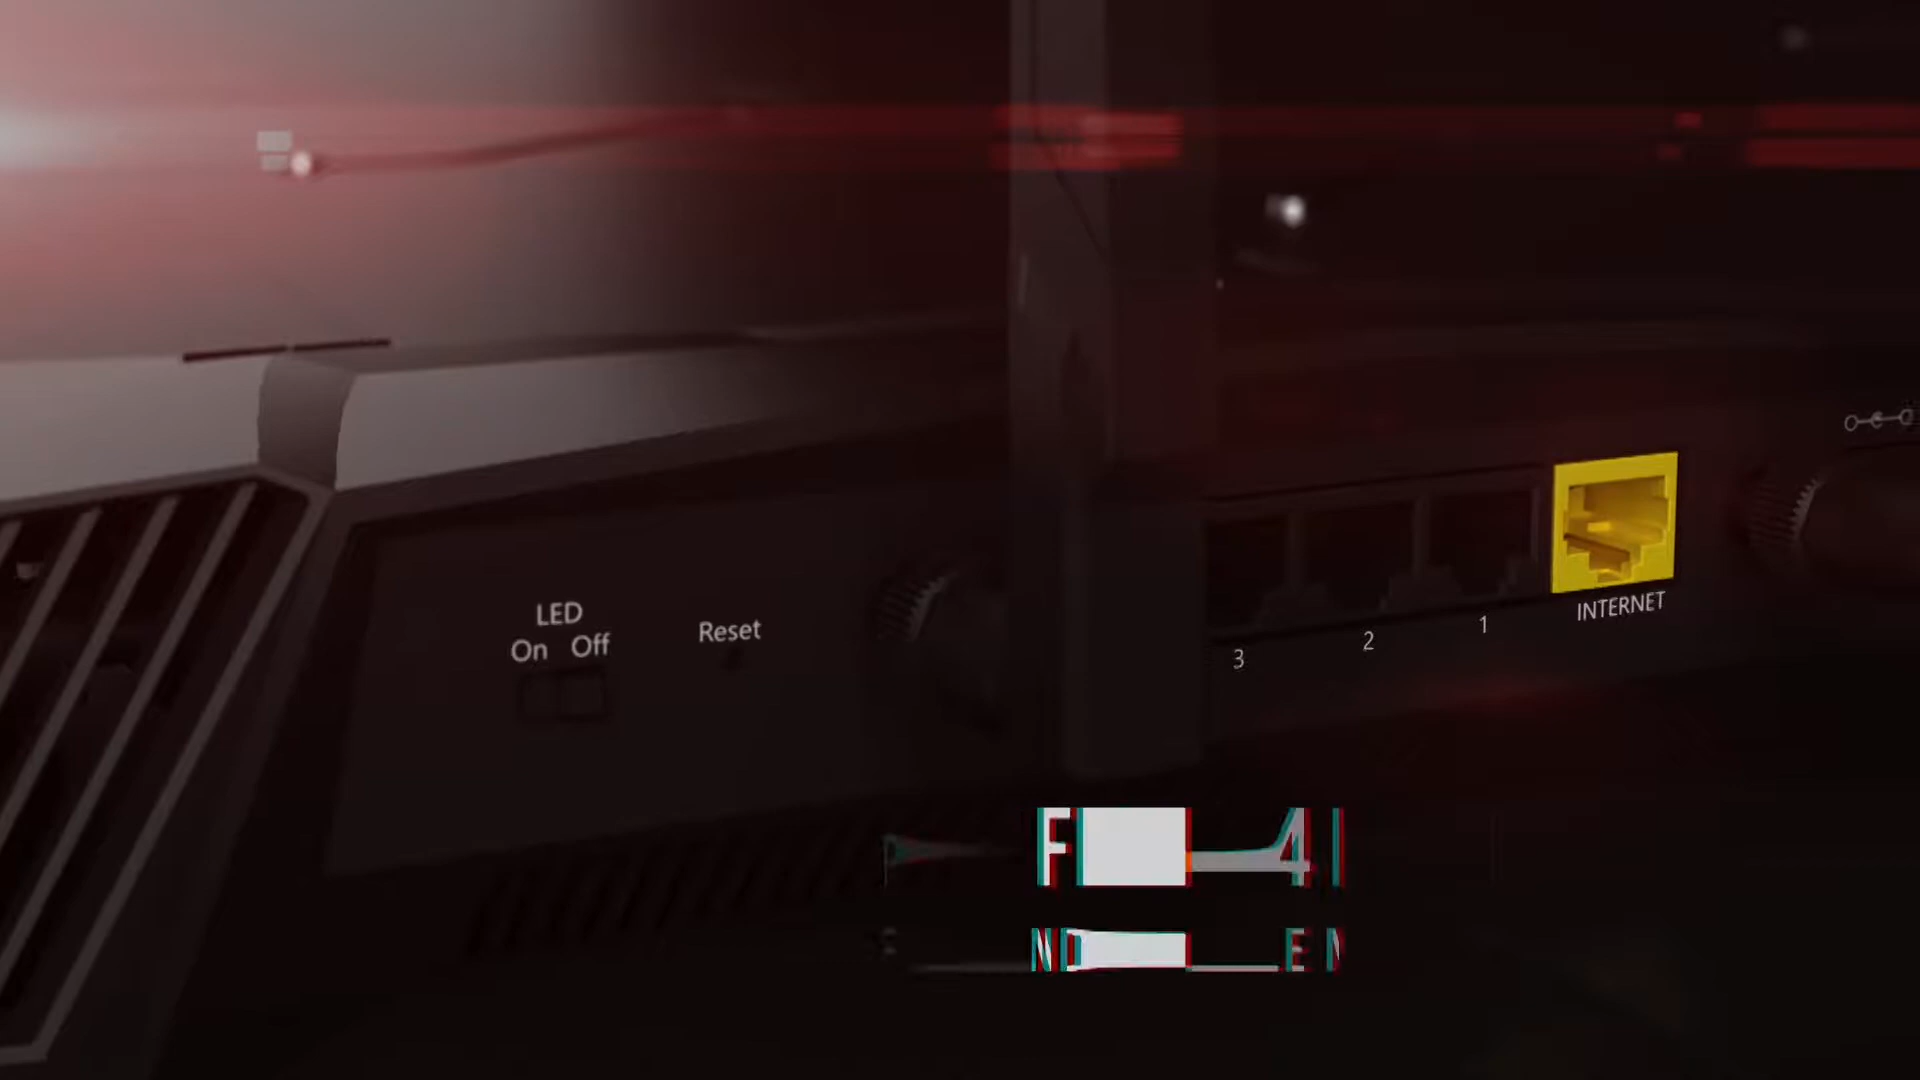 LED
On Off
Reset
3
2
1
INTERNET